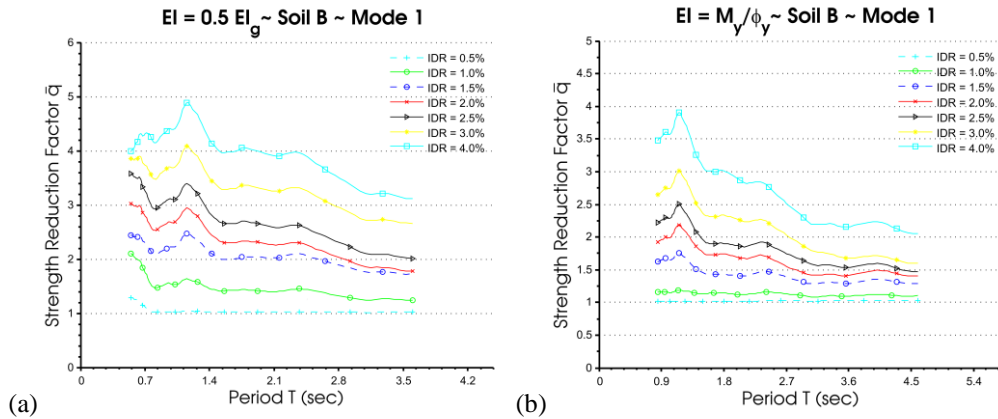 EI = 0.5 EI_g ~ Soil B ~ Mode 1
Strength Reduction Factor q̄
6
5
4
3
2
1
0
IDR = 0.5%
IDR = 1.0%
IDR = 1.5%
IDR = 2.0%
IDR = 2.5%
IDR = 3.0%
IDR = 4.0%
0 0.7 1.4 2.1 2.8 3.5 4.2
Period T (sec)
(a)
EI = M_y/ϕ_y ~ Soil B ~ Mode 1
Strength Reduction Factor q̄
5
4.5
4
3.5
3
2.5
2
1.5
1
0.5
0
IDR = 0.5%
IDR = 1.0%
IDR = 1.5%
IDR = 2.0%
IDR = 2.5%
IDR = 3.0%
IDR = 4.0%
0 0.9 1.8 2.7 3.6 4.5 5.4
Period T (sec)
(b)